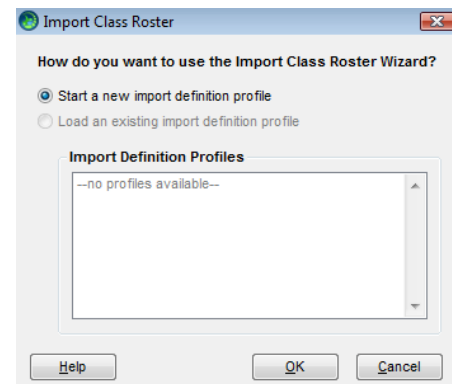 Import Class Roster
How do you want to use the Import Class Roster Wizard?
Start a new import definition profile
Load an existing import definition profile
Import Definition Profiles
--no profiles available--
Help OK Cancel